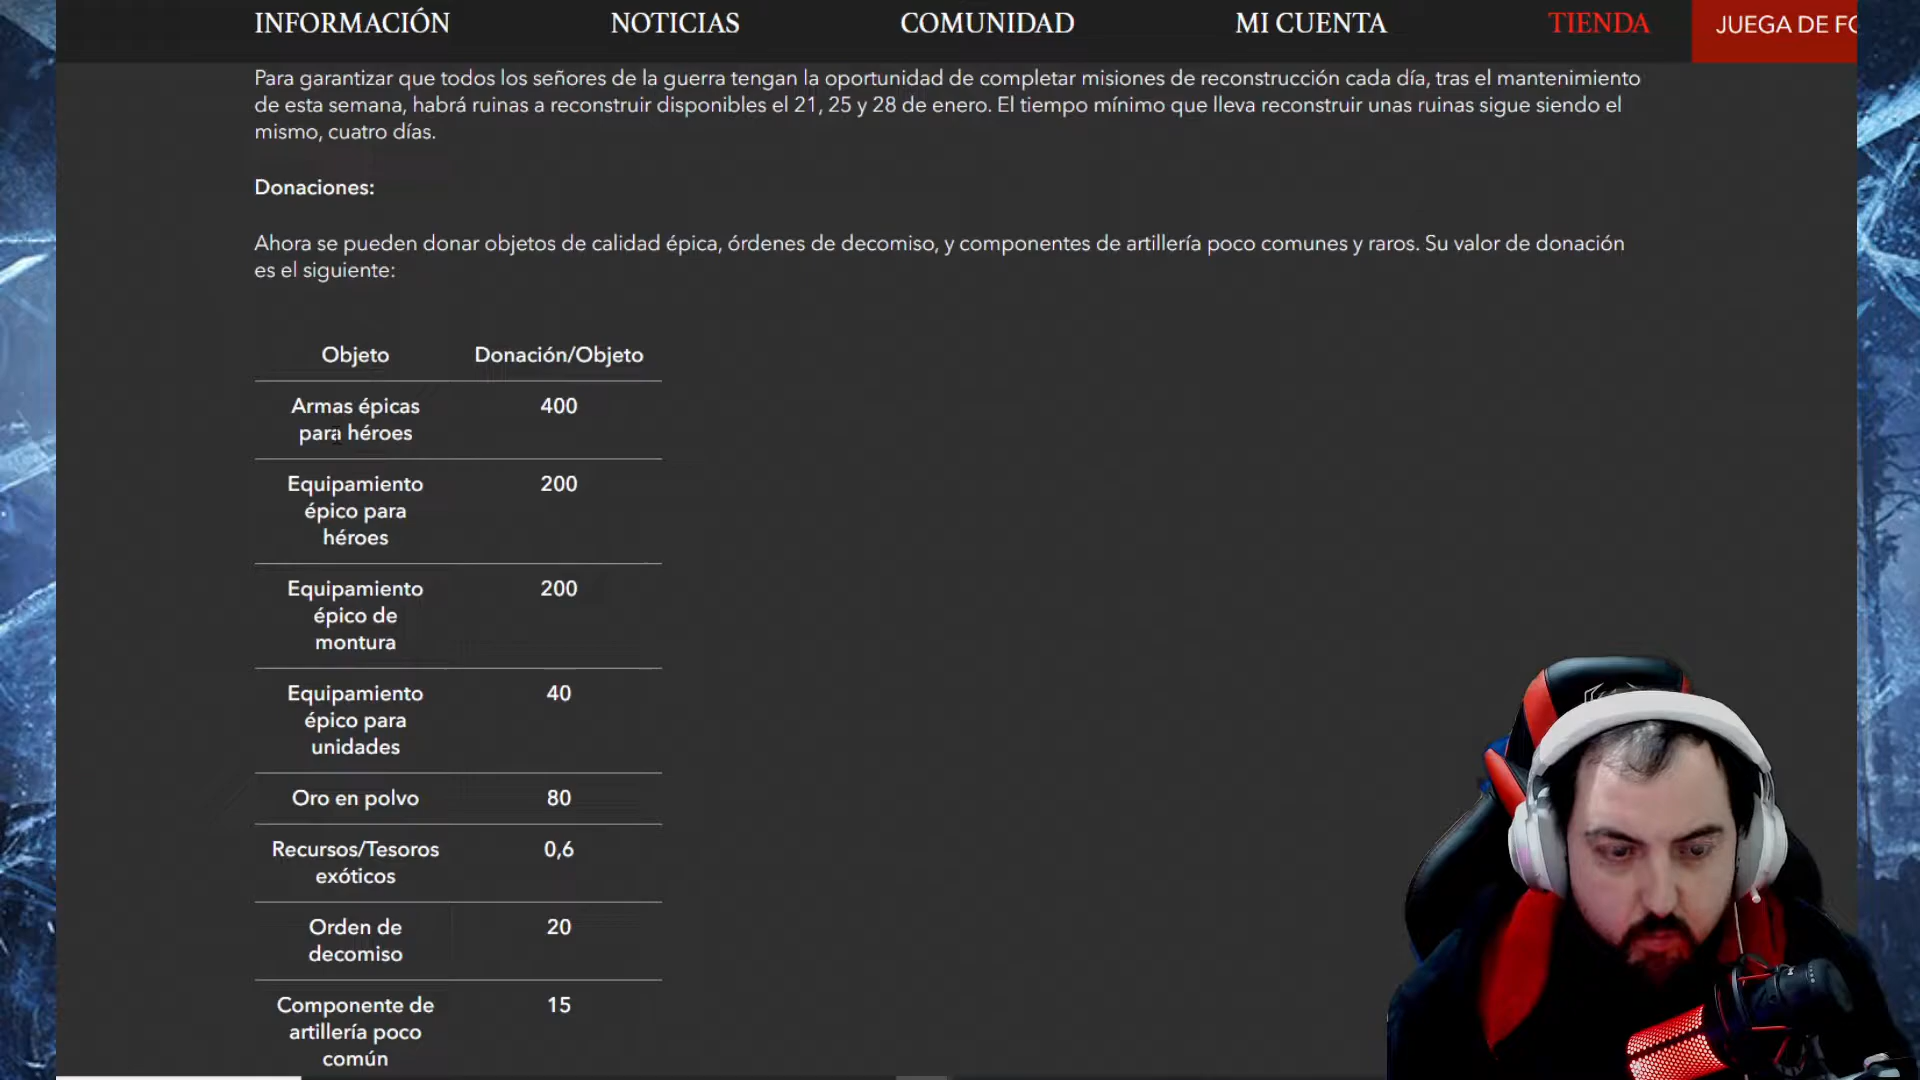 INFORMACIÓN NOTICIAS COMUNIDAD MI CUENTA TIENDA JUEGA DE FO
Para garantizar que todos los señores de la guerra tengan la oportunidad de completar misiones de reconstrucción cada día, tras el mantenimiento
de esta semana, habrá ruinas a reconstruir disponibles el 21, 25 y 28 de enero. El tiempo mínimo que lleva reconstruir unas ruinas sigue siendo el
mismo, cuatro días.
Donaciones:
Ahora se pueden donar objetos de calidad épica, órdenes de decomiso, y componentes de artillería poco comunes y raros. Su valor de donación
es el siguiente:
Objeto Donación/Objeto
Armas épicas 400
para héroes
Equipamiento 200
épico para
héroes
Equipamiento 200
épico de
montura
Equipamiento 40
épico para
unidades
Oro en polvo 80
Recursos/Tesoros 0,6
exóticos
Orden de 20
decomiso
Componente de 15
artillería poco
común